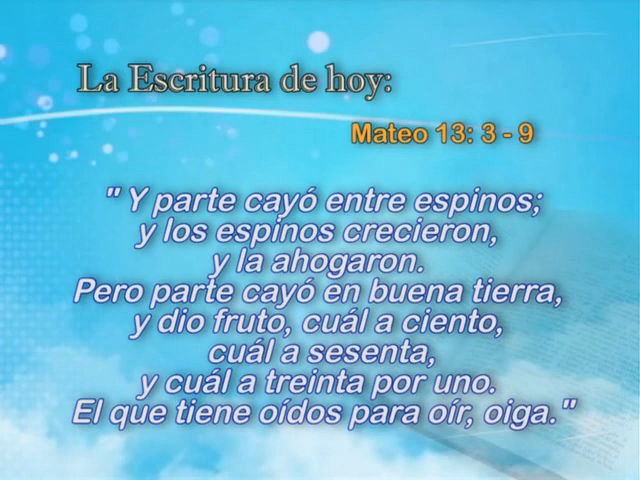 La Escritura de hoy:
Mateo 13: 3 - 9
" Y parte cayó entre espinos;
y los espinos crecieron,
y la ahogaron.
Pero parte cayó en buena tierra,
y dio fruto, cuál a ciento,
cuál a sesenta,
y cuál a treinta por uno.
El que tiene oídos para oír, oiga."